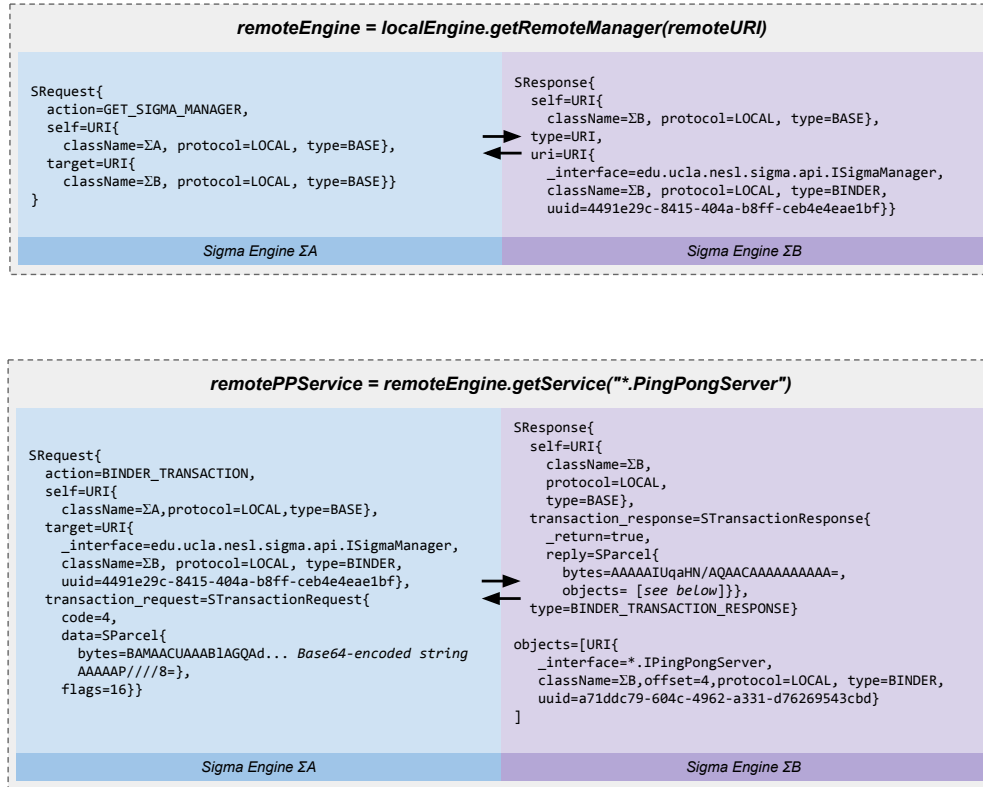 remoteEngine = localEngine.getRemoteManager(remoteURI)
SRequest{
action=GET_SIGMA_MANAGER,
self=URI{
className=ΣA, protocol=LOCAL, type=BASE},
target=URI{
className=ΣB, protocol=LOCAL, type=BASE}}
}
Sigma Engine ΣA
SResponse{
self=URI{
className=ΣB, protocol=LOCAL, type=BASE},
type=URI,
uri=URI{
_interface=edu.ucla.nesl.sigma.api.ISigmaManager,
className=ΣB, protocol=LOCAL, type=BINDER,
uuid=4491e29c-8415-404a-b8ff-ceb4e4eae1bf}}
Sigma Engine ΣB
remotePPService = remoteEngine.getService("*.PingPongServer")
SRequest{
action=BINDER_TRANSACTION,
self=URI{
className=ΣA,protocol=LOCAL,type=BASE},
target=URI{
_interface=edu.ucla.nesl.sigma.api.ISigmaManager,
className=ΣB, protocol=LOCAL, type=BINDER,
uuid=4491e29c-8415-404a-b8ff-ceb4e4eae1bf},
transaction_request=STransactionRequest{
code=4,
data=SParcel{
bytes=BAMAACUAAABlAGQAd... Base64-encoded string
AAAAAP////8=},
flags=16}}
Sigma Engine ΣA
SResponse{
self=URI{
className=ΣB,
protocol=LOCAL,
type=BASE},
transaction_response=STransactionResponse{
_return=true,
reply=SParcel{
bytes=AAAAAIUqaHN/AQAACAAAAAAAAAA=,
objects= [see below]}},
type=BINDER_TRANSACTION_RESPONSE}
objects=[URI{
_interface=*.IPingPongServer,
className=ΣB,offset=4,protocol=LOCAL, type=BINDER,
uuid=a71ddc79-604c-4962-a331-d76269543cbd}
]
Sigma Engine ΣB